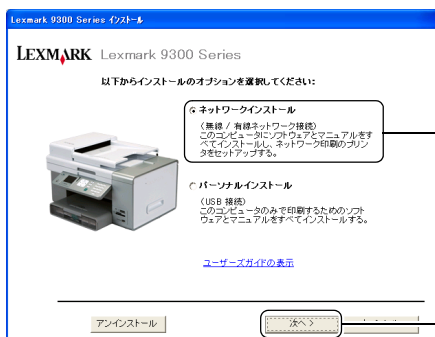 Lexmark 9300 Series インストール
LEXMARK Lexmark 9300 Series
以下からインストールのオプションを選択してください:
ネットワークインストール
(無線 / 有線ネットワーク接続)
このコンピュータにソフトウェアとマニュアルをす
べてインストールし、ネットワーク印刷のプリン
タをセットアップする。
パーソナルインストール
(USB 接続)
このコンピュータのみで印刷するためのソフト
ウェアとマニュアルをすべてインストールする。
ユーザーズガイドの表示
アンインストール
次へ >